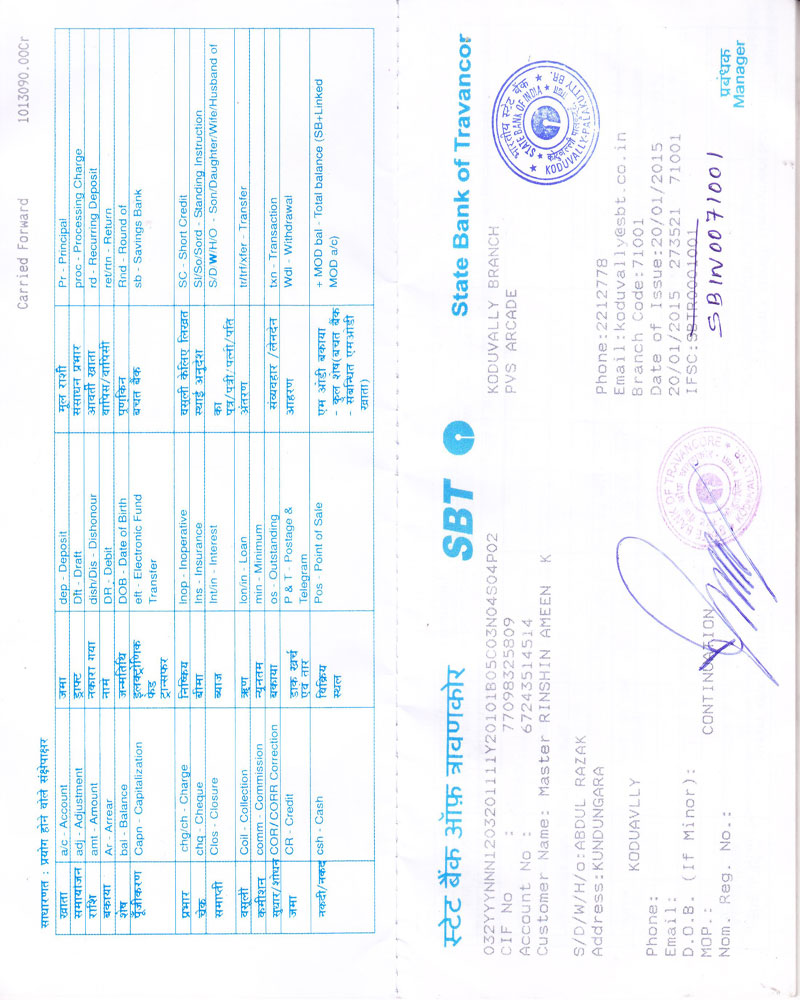 साधारणत : प्रयोग होने वाले संक्षेपाक्षर
खाता a/c - Account जमा dep - Deposit मूल राशी Pr - Principal
समायोजन adj - Adjustment ड्राफ्ट Dft - Draft संसाधन प्रभार proc - Processing Charge
राशि amt - Amount नकारा गया dish/Dis - Dishonour आवर्ती खाता rd - Recurring Deposit
बकाया Ar - Arrear नामे DR - Debit वापिस/वापिसी ret/rtn - Return
शेष bal - Balance जन्मतिथि DOB - Date of Birth पूर्णांकन Rnd - Round of
पूंजीकरण Capn - Capitalization इलक्ट्रोणिक फंड ट्रान्सफर eft - Electronic Fund Transfer बचत बैंक sb - Savings Bank
प्रभार chg/ch - Charge निष्क्रिय Inop - Inoperative वसूली केलिए लिखत SC - Short Credit
चेक chq - Cheque बीमा Ins - Insurance स्थाई अनुदेश SI/So/Sord - Standing Instruction
समाप्ती Clos - Closure ब्याज Int/in - Interest का पुत्र/पत्री/पत्नी/पति S/D W/H/O - Son/Daughter/Wife/Husband of
वसूली Coll - Collection ऋण lon/in - Loan अंतरण tr/trf/xfer - Transfer
कमीशन comm - Commission न्यूनतम min - Minimum
सुधार/शोधन COR/CORR Correction बकाया os - Outstanding संव्यवहार /लेनदेन txn - Transaction
जमा CR - Credit डाक खर्च एवं तार P & T - Postage & Telegram आहरण Wdl - Withdrawal
नकदी/नकद csh - Cash विक्रिय स्थल Pos - Point of Sale एम ओडी बकाया - कुल शेष(बचत बैंक - संबन्धित एमओडी खाता) + MOD bal - Total balance (SB+Linked MOD a/c)
Carried Forward 1013090.00Cr
स्टेट बैंक ऑफ़ त्रावणकोर SBT State Bank of Travancor
032YYYNNN1203201111Y20101B05C03N04S04P02
CIF No : 77098325809
Account No : 67243514514
Customer Name: Master RINSHIN AMEEN K
S/D/W/H/o:ABDUL RAZAK
Address:KUNDUNGARA
KODUAVLLY
Phone:
Email:
D.O.B. (If Minor):
MOP.:
Nom. Reg. No.:
CONTINUATION
KODUVALLY BRANCH
PVS ARCADE
Phone:2212778
Email:koduvally@sbt.co.in
Branch Code:71001
Date of Issue:20/01/2015
20/01/2015 273521 71001
IFSC:SBTR0001001
SBIN0071001
भारतीय स्टेट बैंक
STATE BANK OF INDIA
KODUVALLY-PALAKUTTY BR.
BANK OF TRAVANCORE
प्रबंधक
Manager